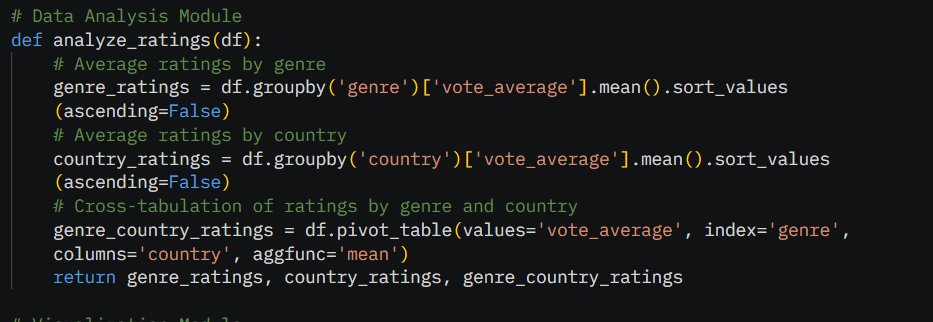 # Data Analysis Module
def analyze_ratings(df):
    # Average ratings by genre
    genre_ratings = df.groupby('genre')['vote_average'].mean().sort_values
    (ascending=False)
    # Average ratings by country
    country_ratings = df.groupby('country')['vote_average'].mean().sort_values
    (ascending=False)
    # Cross-tabulation of ratings by genre and country
    genre_country_ratings = df.pivot_table(values='vote_average', index='genre',
    columns='country', aggfunc='mean')
    return genre_ratings, country_ratings, genre_country_ratings
# Visualization Module